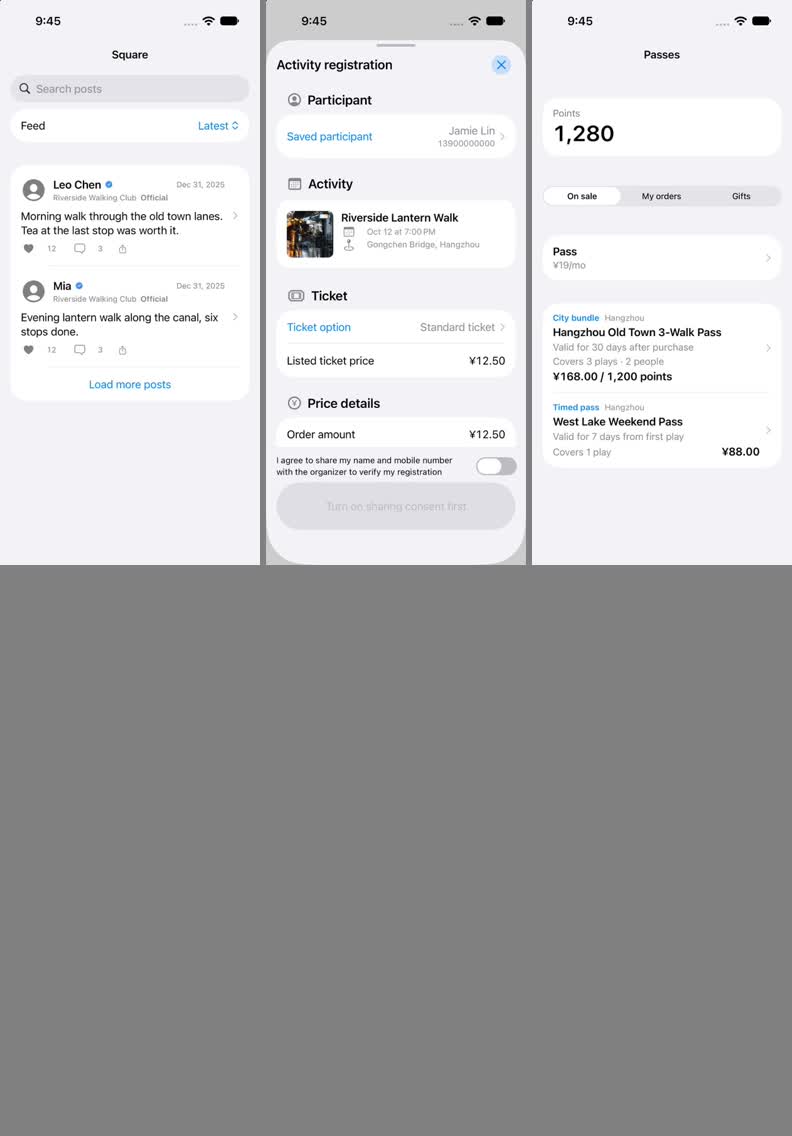 9:45
Square
Search posts
Feed
Latest
Leo Chen
Dec 31, 2025
Riverside Walking Club Official
Morning walk through the old town lanes.
Tea at the last stop was worth it.
12
3
Mia
Dec 31, 2025
Riverside Walking Club Official
Evening lantern walk along the canal, six
stops done.
12
3
Load more posts
9:45
Activity registration
Participant
Saved participant
Jamie Lin
13900000000
Activity
Riverside Lantern Walk
Oct 12 at 7:00 PM
Gongchen Bridge, Hangzhou
Ticket
Ticket option
Standard ticket
Listed ticket price
¥12.50
Price details
Order amount
¥12.50
I agree to share my name and mobile number
with the organizer to verify my registration
Turn on sharing consent first.
9:45
Passes
Points
1,280
On sale
My orders
Gifts
Pass
¥19/mo
City bundle Hangzhou
Hangzhou Old Town 3-Walk Pass
Valid for 30 days after purchase
Covers 3 plays · 2 people
¥168.00 / 1,200 points
Timed pass Hangzhou
West Lake Weekend Pass
Valid for 7 days from first play
Covers 1 play
¥88.00